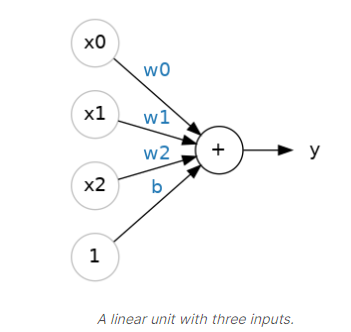 x0
w0
x1
w1
w2
+
y
x2
b
1
A linear unit with three inputs.